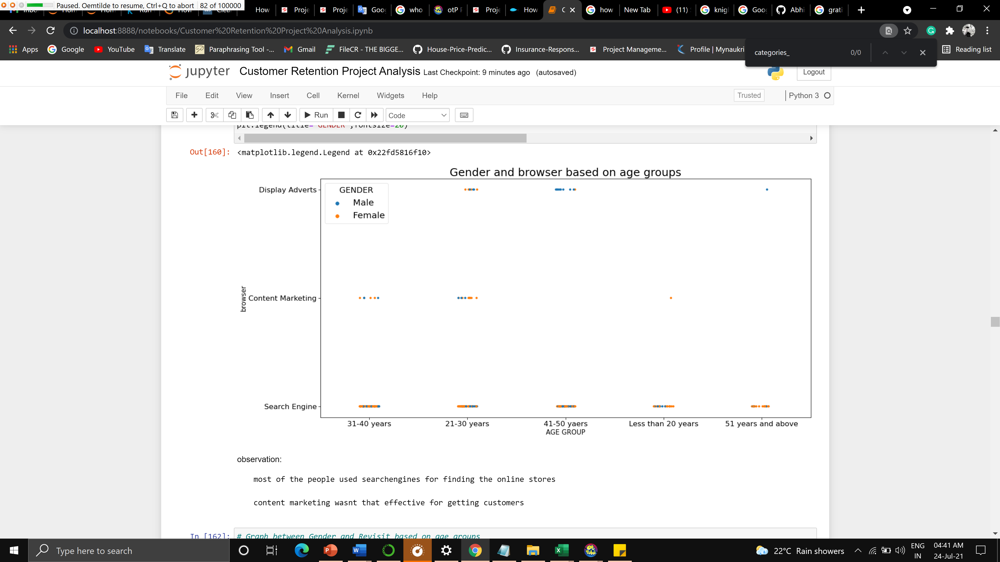 Paused. Oemtilde to resume, Ctrl+Q to abort 82 of 100000
How Proje Proje Goog who otP F Proje How C how New Tab (11) knig Goog Abhi grati
localhost:8888/notebooks/Customer%20Retention%20Project%20Analysis.ipynb
Apps Google YouTube Translate Paraphrasing Tool -... Gmail FileCR - THE BIGGE... House-Price-Predic... Insurance-Respons... Project Manageme... Profile | Mynaukri Reading list
categories_ 0/0
jupyter Customer Retention Project Analysis Last Checkpoint: 9 minutes ago (autosaved) Logout
File Edit View Insert Cell Kernel Widgets Help Trusted Python 3
Run Code
plt.legend(title="GENDER",fontsize=20)
Out[160]: <matplotlib.legend.Legend at 0x22fd5816f10>
Gender and browser based on age groups
Display Adverts
GENDER
Male
Female
browser
Content Marketing
Search Engine
31-40 years 21-30 years 41-50 yaers Less than 20 years 51 years and above
AGE GROUP
observation:
most of the people used searchengines for finding the online stores
content marketing wasnt that effective for getting customers
In [162]: # Graph between Gender and Revisit based on age groups
Type here to search
22°C Rain showers
ENG
IN
04:41 AM
24-Jul-21